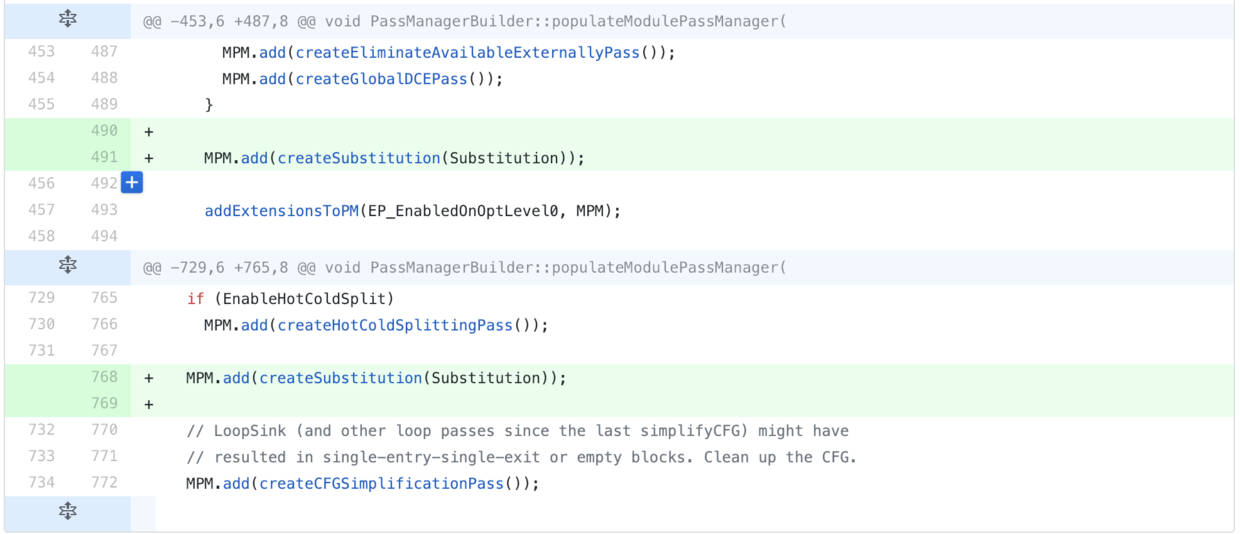 @@ -453,6 +487,8 @@ void PassManagerBuilder::populateModulePassManager(
453 487 MPM.add(createEliminateAvailableExternallyPass());
454 488 MPM.add(createGlobalDCEPass());
455 489 }
490 +
491 + MPM.add(createSubstitution(Substitution));
456 492 +
457 493 addExtensionsToPM(EP_EnabledOnOptLevel0, MPM);
458 494
@@ -729,6 +765,8 @@ void PassManagerBuilder::populateModulePassManager(
729 765 if (EnableHotColdSplit)
730 766 MPM.add(createHotColdSplittingPass());
731 767
768 + MPM.add(createSubstitution(Substitution));
769 +
732 770 // LoopSink (and other loop passes since the last simplifyCFG) might have
733 771 // resulted in single-entry-single-exit or empty blocks. Clean up the CFG.
734 772 MPM.add(createCFGSimplificationPass());